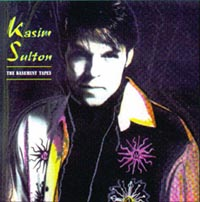 Kasim
Sulton
THE BASEMENT TAPES